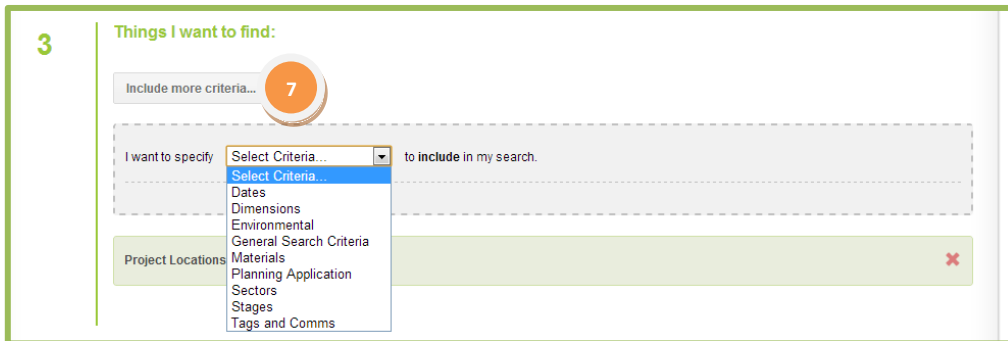 3
Things I want to find:
Include more criteria...
7
I want to specify Select Criteria... to include in my search.
Select Criteria...
Dates
Dimensions
Environmental
General Search Criteria
Project Locations
Materials
Planning Application
Sectors
Stages
Tags and Comms